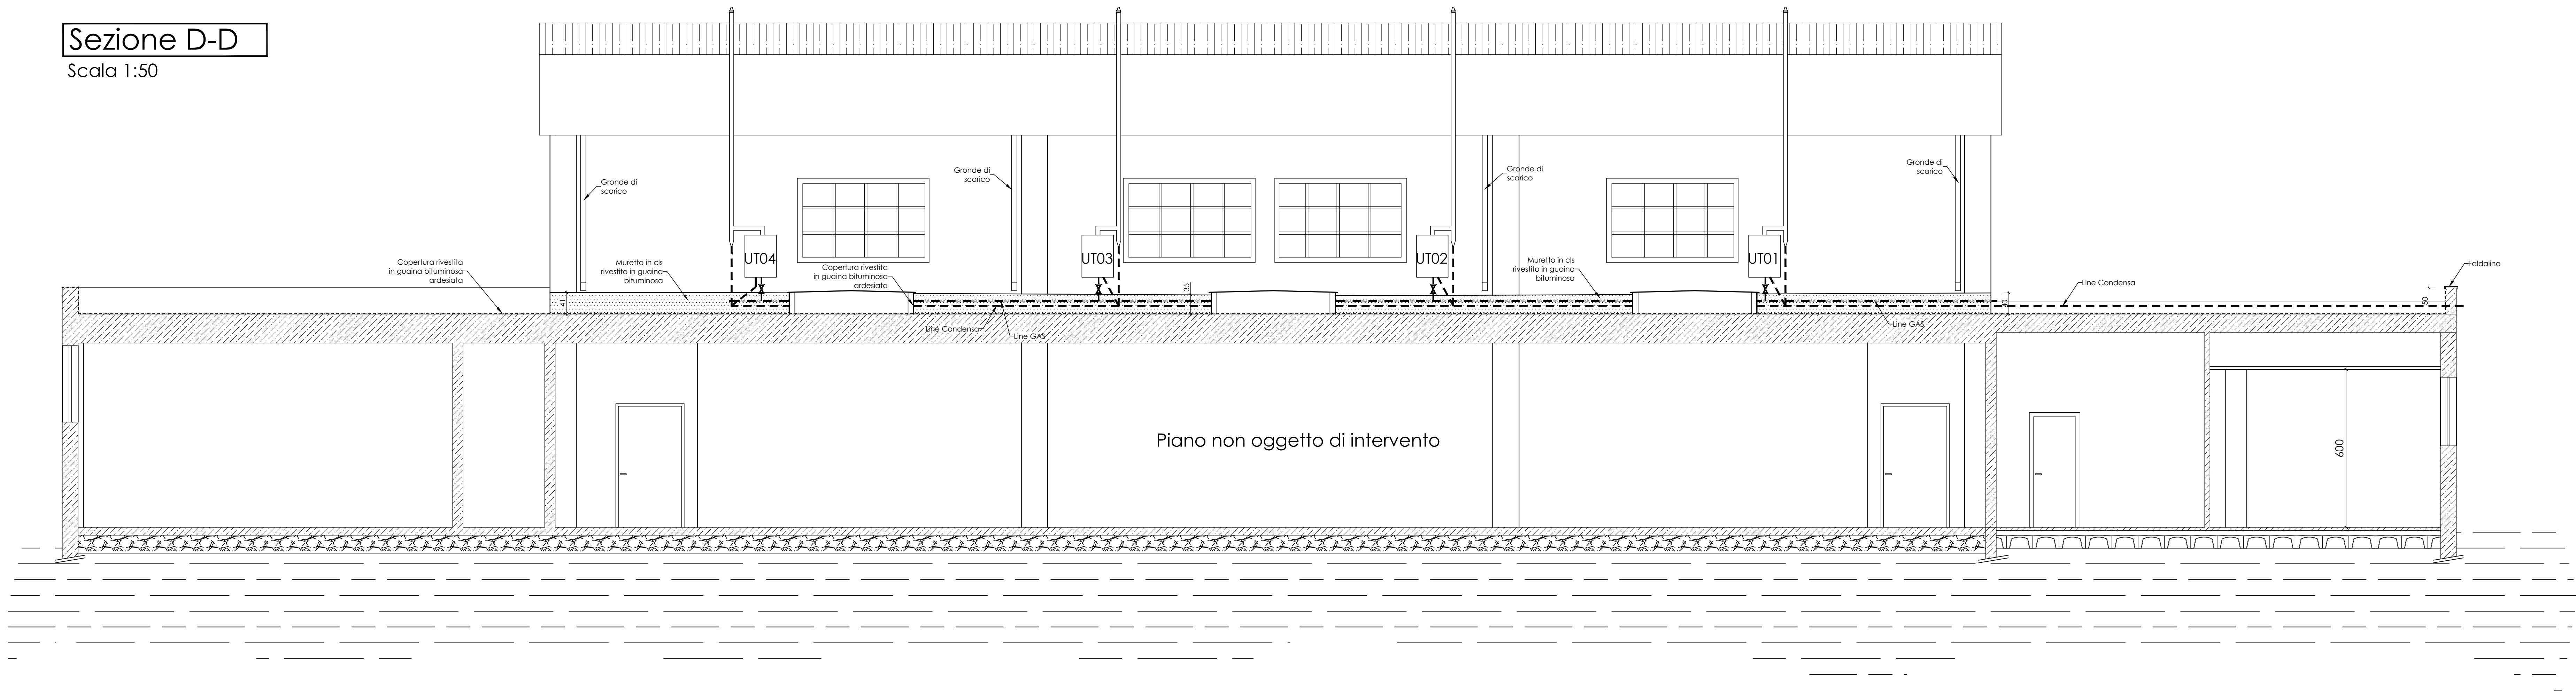 Sezione D-D
Scala 1:50
Gronde di
scarico
Gronde di
scarico
Gronde di
scarico
Gronde di
scarico
UT04
UT03
UT02
UT01
Copertura rivestita
in guaina bituminosa
ardesiata
Muretto in cls
rivestito in guaina
bituminosa
Copertura rivestita
in guaina bituminosa
ardesiata
Muretto in cls
rivestito in guaina
bituminosa
Faldalino
Line Condensa
41
35
50
Line Condensa
Line GAS
Line GAS
Piano non oggetto di intervento
600